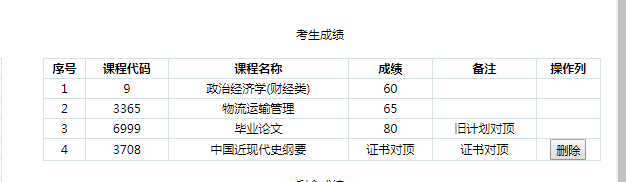 考生成绩
序号 课程代码 课程名称 成绩 备注 操作列
1 9 政治经济学(财经类) 60
2 3365 物流运输管理 65
3 6999 毕业论文 80 旧计划对顶
4 3708 中国近现代史纲要 证书对顶 证书对顶 删除